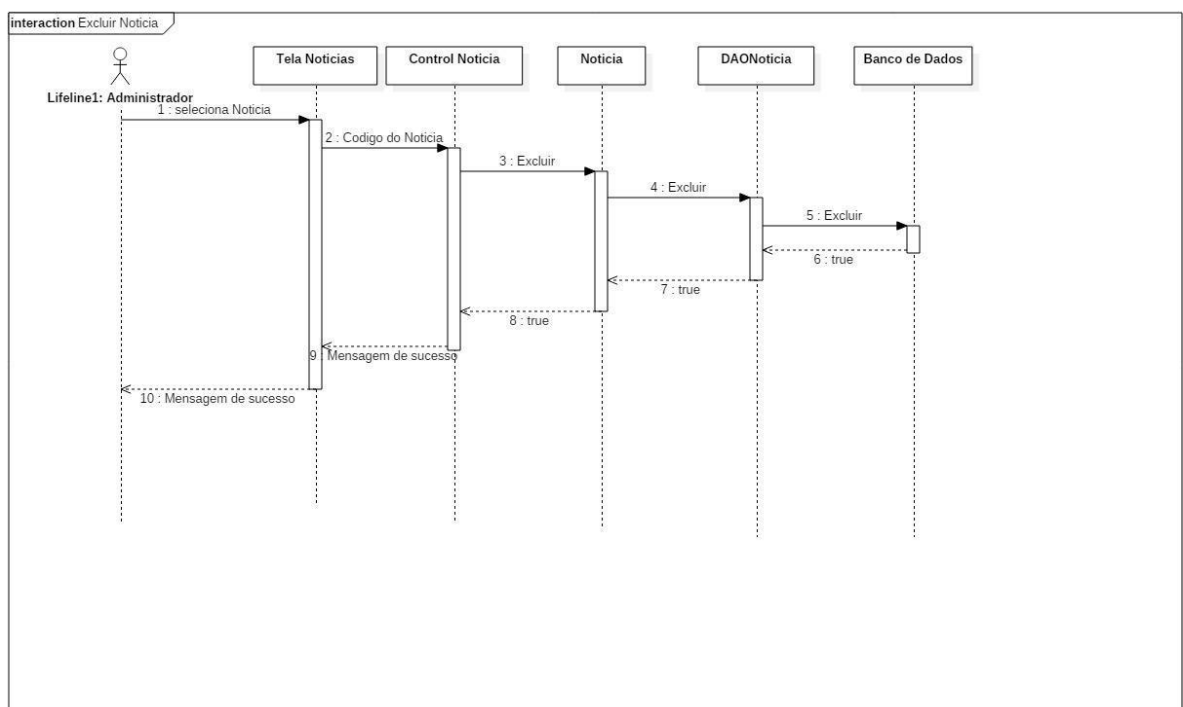 interaction Excluir Noticia
Tela Noticias
Control Noticia
Noticia
DAONoticia
Banco de Dados
Lifeline1: Administrador
1 : seleciona Noticia
2 : Codigo do Noticia
3 : Excluir
4 : Excluir
5 : Excluir
6 : true
7 : true
8 : true
9 : Mensagem de sucesso
10 : Mensagem de sucesso